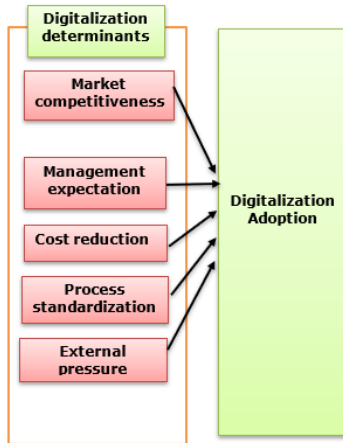 Digitalization
determinants
Market
competitiveness
Management
expectation
Cost reduction
Process
standardization
External
pressure
Digitalization
Adoption